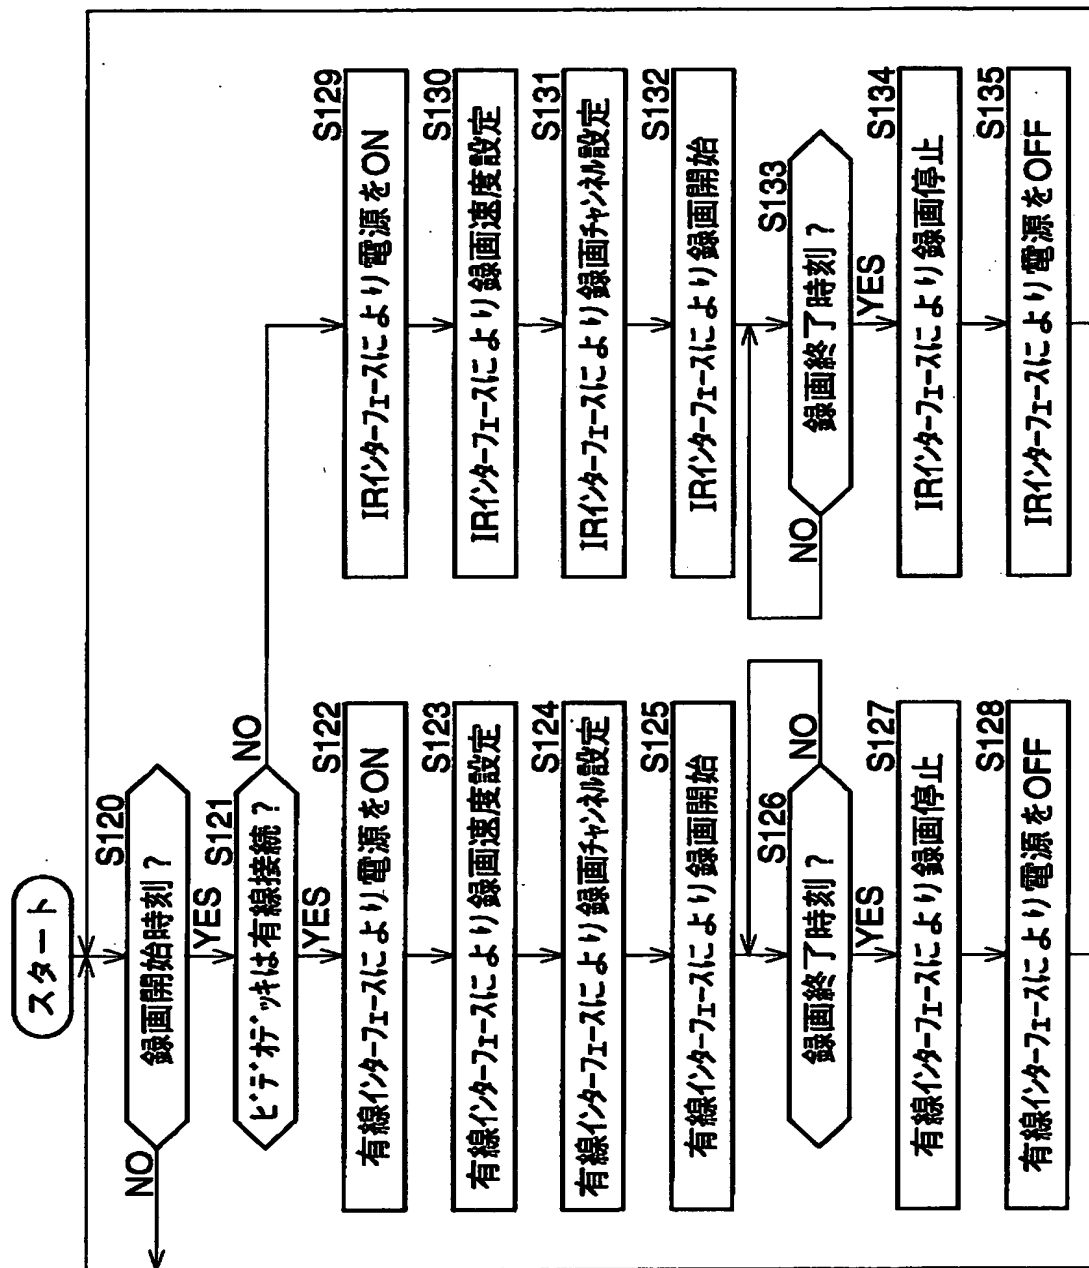 スタート
S120
録画開始時刻?
NO
YES
S121
ビデオデッキは有線接続?
NO
YES
S122
有線インターフェースにより電源をON
S123
有線インターフェースにより録画速度設定
S124
有線インターフェースにより録画チャンネル設定
S125
有線インターフェースにより録画開始
S126
録画終了時刻?
NO
YES
S127
有線インターフェースにより録画停止
S128
有線インターフェースにより電源をOFF
S129
IRインターフェースにより電源をON
S130
IRインターフェースにより録画速度設定
S131
IRインターフェースにより録画チャンネル設定
S132
IRインターフェースにより録画開始
S133
録画終了時刻?
NO
YES
S134
IRインターフェースにより録画停止
S135
IRインターフェースにより電源をOFF